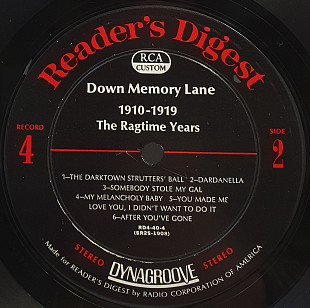 Reader's Digest
RCA
CUSTOM
Down Memory Lane
1910-1919
The Ragtime Years
RECORD
4
SIDE
2
1—THE DARKTOWN STRUTTERS' BALL 2—DARDANELLA
3—SOMEBODY STOLE MY GAL
4—MY MELANCHOLY BABY 5—YOU MADE ME
LOVE YOU, I DIDN'T WANT TO DO IT
6—AFTER YOU'VE GONE
RD4-40-4
(SR2S-1909)
STEREO DYNAGROOVE STEREO
Made for READER'S DIGEST by RADIO CORPORATION OF AMERICA